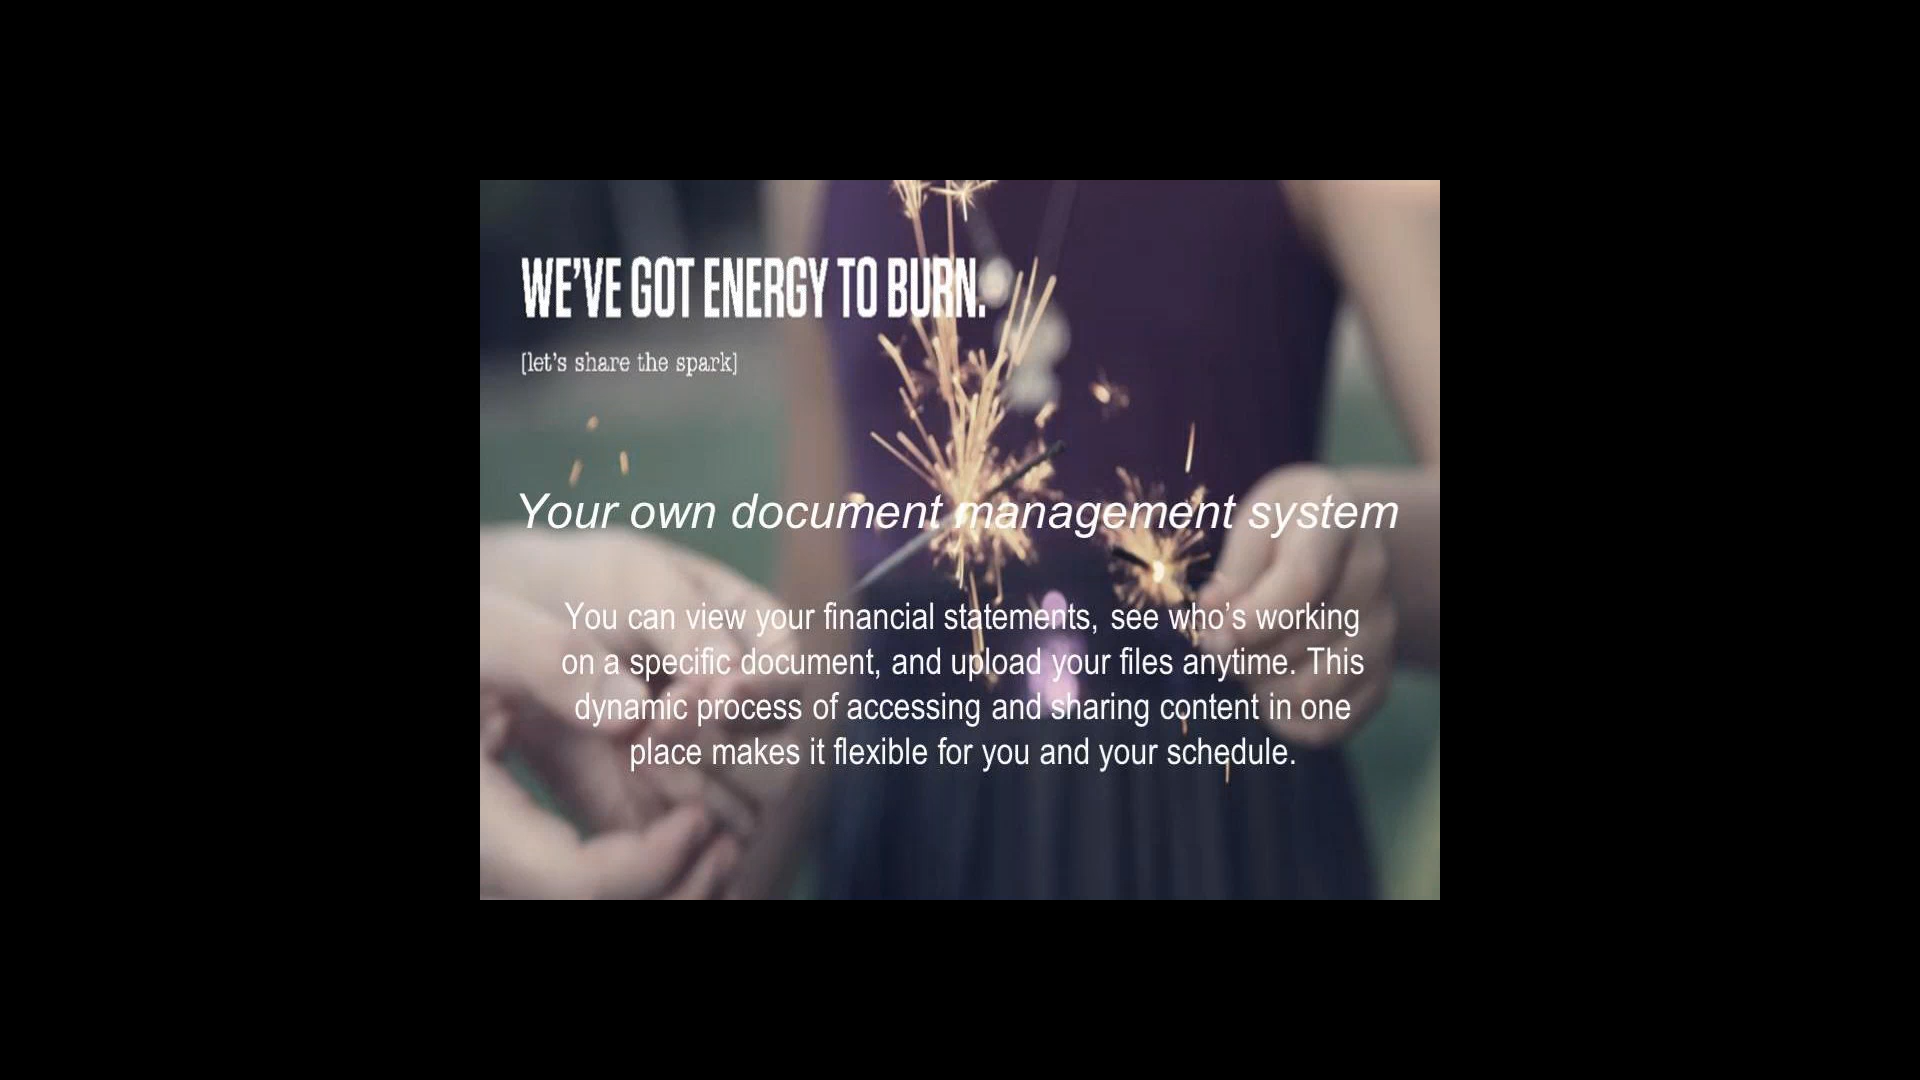 WE'VE GOT ENERGY TO BURN.
[let's share the spark]
Your own document management system
You can view your financial statements, see who's working
on a specific document, and upload your files anytime. This
dynamic process of accessing and sharing content in one
place makes it flexible for you and your schedule.